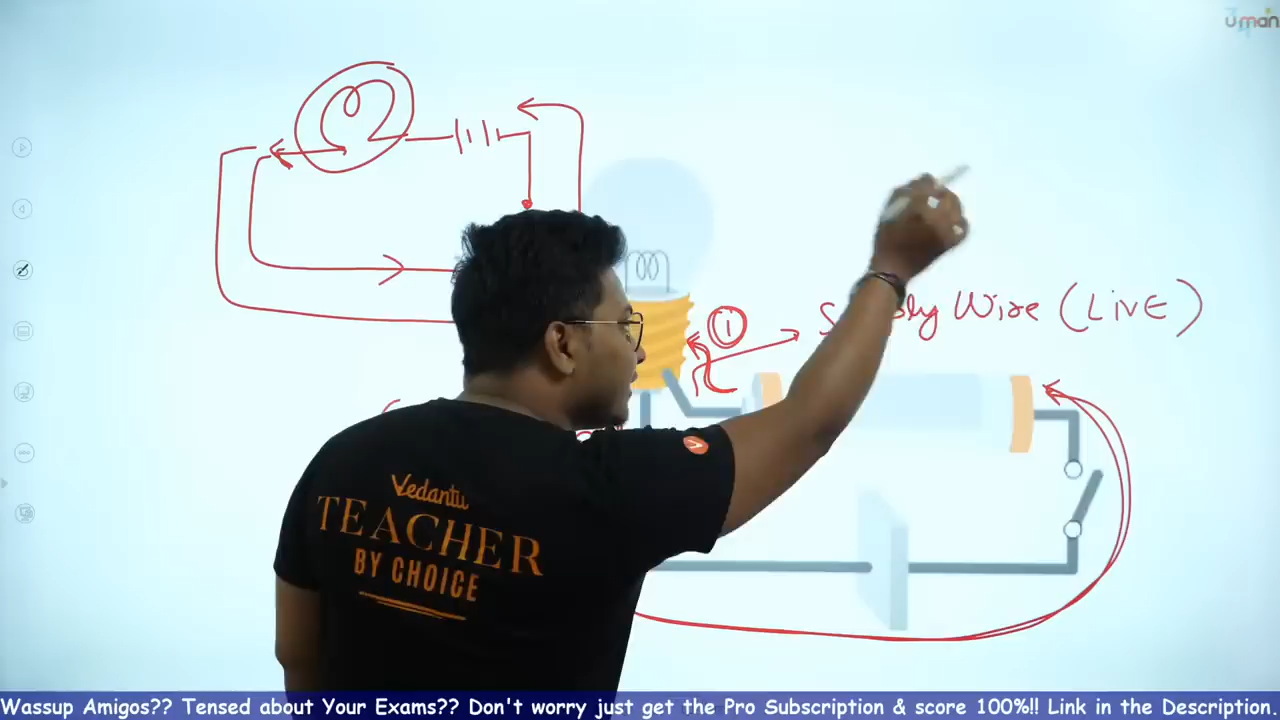 uman
①
Wire (LIVE)
Vedantu
TEACHER
BY CHOICE
Wassup Amigos?? Tensed about Your Exams?? Don't worry just get the Pro Subscription & score 100%!! Link in the Description.